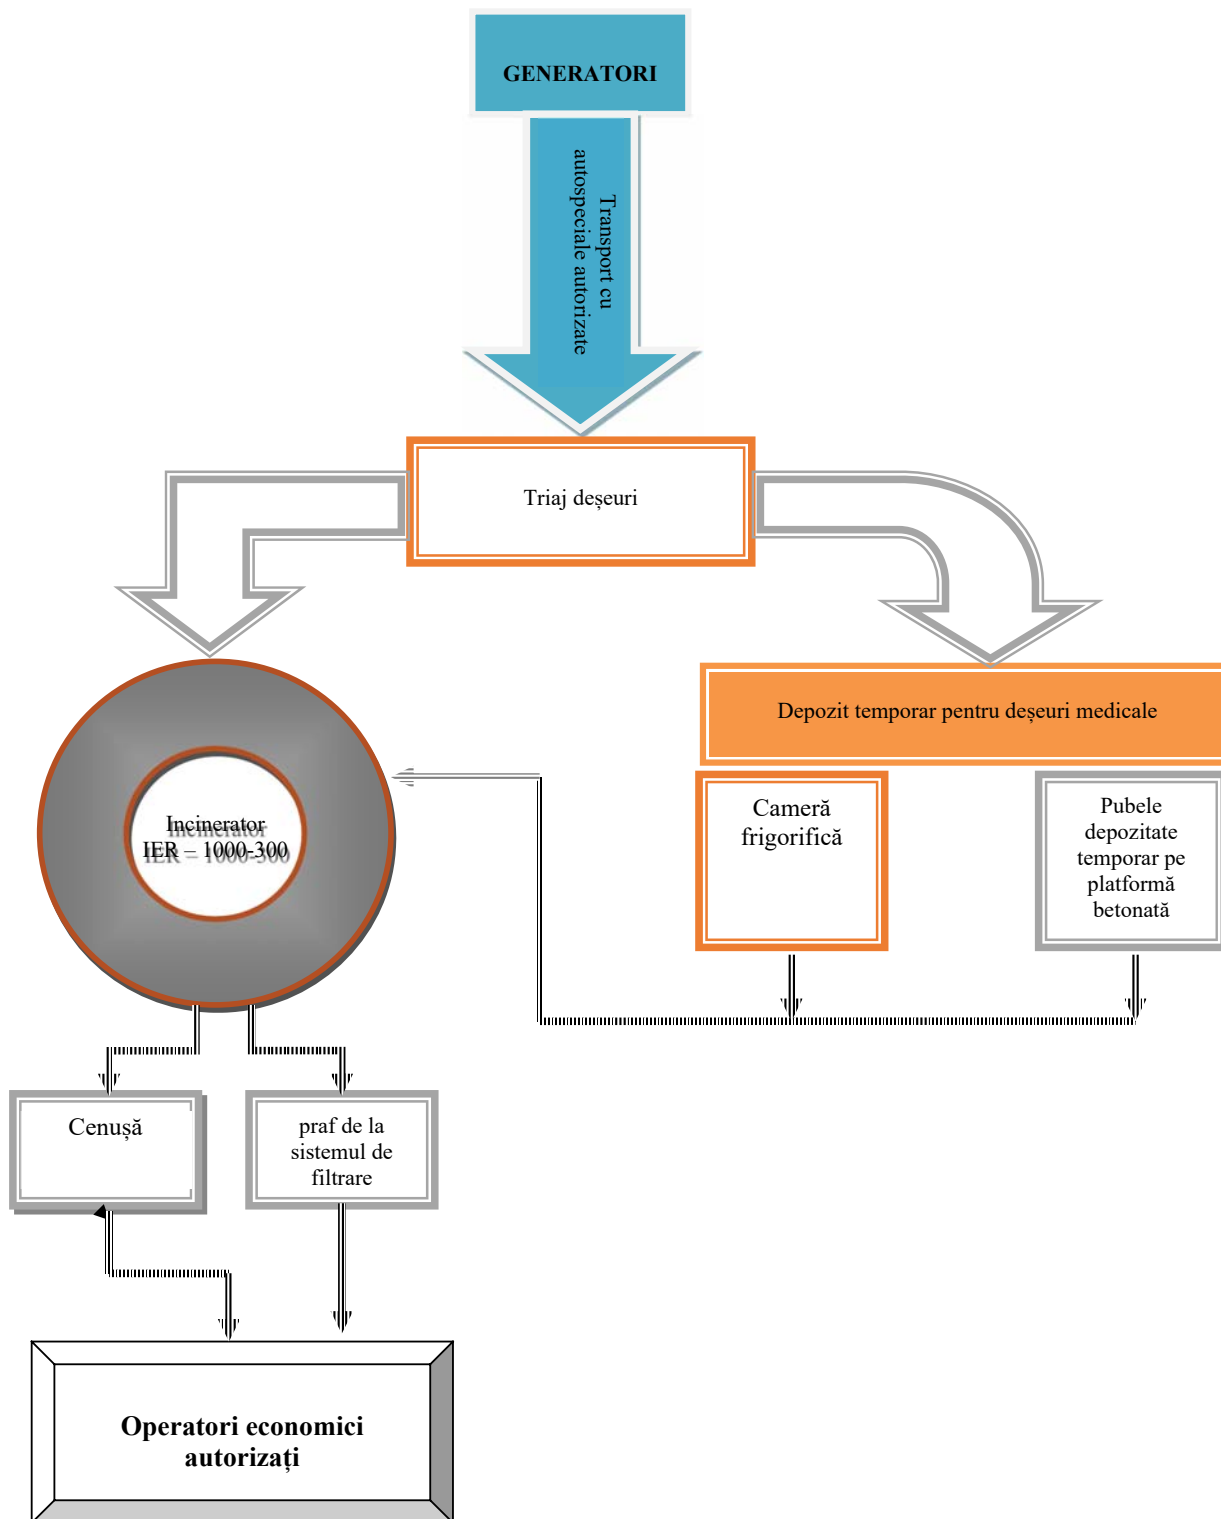 GENERATORI
Transport cu
autospeciale autorizate
Triaj deșeuri
Depozit temporar pentru deșeuri medicale
Incinerator
IER – 1000-300
Cameră
frigorifică
Pubele
depozitate
temporar pe
platformă
betonată
Cenușă
praf de la
sistemul de
filtrare
Operatori economici
autorizați